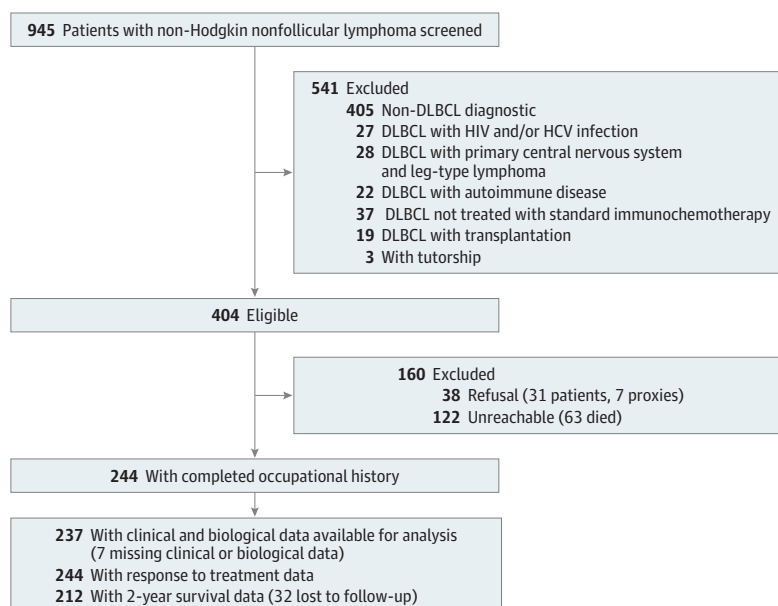 945 Patients with non-Hodgkin nonfollicular lymphoma screened
541 Excluded
405 Non-DLBCL diagnostic
27 DLBCL with HIV and/or HCV infection
28 DLBCL with primary central nervous system
and leg-type lymphoma
22 DLBCL with autoimmune disease
37 DLBCL not treated with standard immunochemotherapy
19 DLBCL with transplantation
3 With tutorship
404 Eligible
160 Excluded
38 Refusal (31 patients, 7 proxies)
122 Unreachable (63 died)
244 With completed occupational history
237 With clinical and biological data available for analysis
(7 missing clinical or biological data)
244 With response to treatment data
212 With 2-year survival data (32 lost to follow-up)